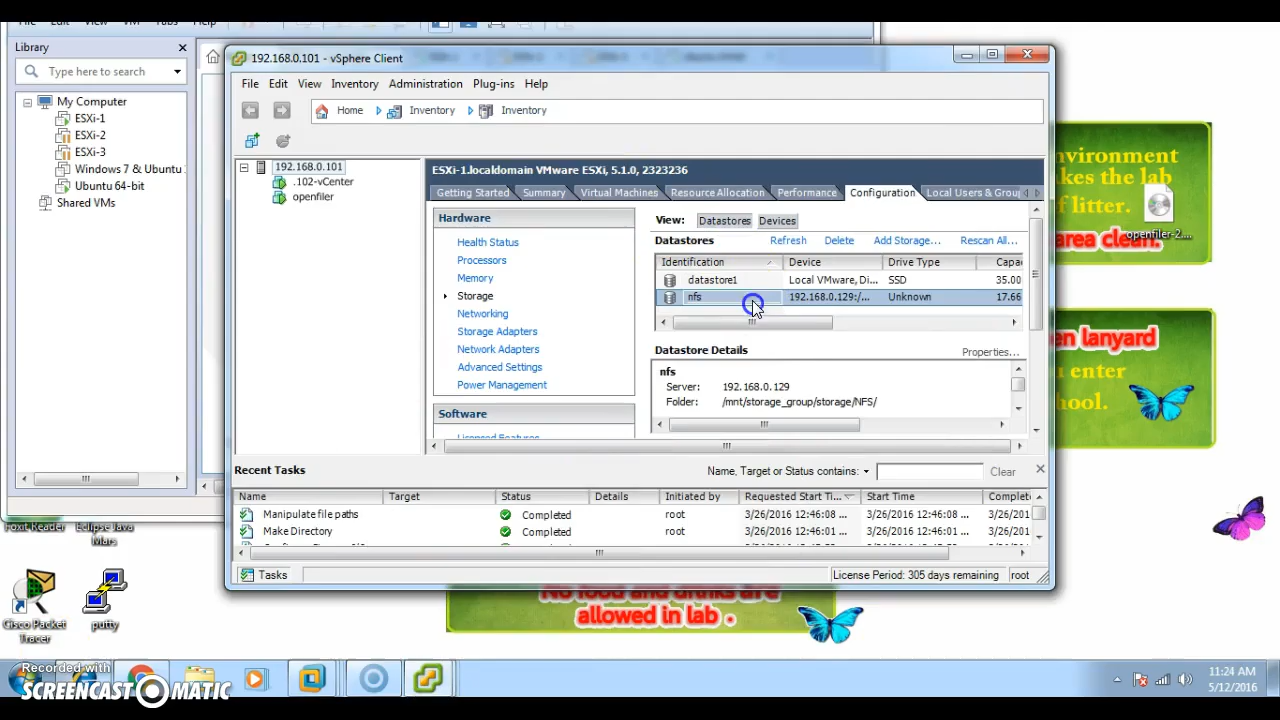 File Edit View VM Tabs Help
Library
Type here to search
My Computer
ESXi-1
ESXi-2
ESXi-3
Windows 7 & Ubuntu
Ubuntu 64-bit
Shared VMs
192.168.0.101 - vSphere Client
File Edit View Inventory Administration Plug-ins Help
Home Inventory Inventory
192.168.0.101
.102-vCenter
openfiler
ESXi-1.localdomain VMware ESXi, 5.1.0, 2323236
Getting Started Summary Virtual Machines Resource Allocation Performance Configuration Local Users & Group
Hardware
Health Status
Processors
Memory
Storage
Networking
Storage Adapters
Network Adapters
Advanced Settings
Power Management
Software
Licensed Features
View: Datastores Devices
Datastores Refresh Delete Add Storage... Rescan All...
Identification Device Drive Type Capa
datastore1 Local VMware, Di... SSD 35.00
nfs 192.168.0.129:/... Unknown 17.66
Datastore Details Properties...
nfs
Server: 192.168.0.129
Folder: /mnt/storage_group/storage/NFS/
Recent Tasks Name, Target or Status contains: Clear
Name Target Status Details Initiated by Requested Start Ti... Start Time Complet
Manipulate file paths Completed root 3/26/2016 12:46:08 ... 3/26/2016 12:46:08 ... 3/26/201
Make Directory Completed root 3/26/2016 12:46:01 ... 3/26/2016 12:46:01 ... 3/26/201
Tasks License Period: 305 days remaining root
nvironment
kes the lab
f litter.
area clean.
openfiler-2....
en lanyard
u enter
hool.
No food and drinks are
allowed in lab .
Foxit Reader
Eclipse Java
Mars
Cisco Packet
Tracer
putty
Recorded with
SCREENCAST MATIC
11:24 AM
5/12/2016